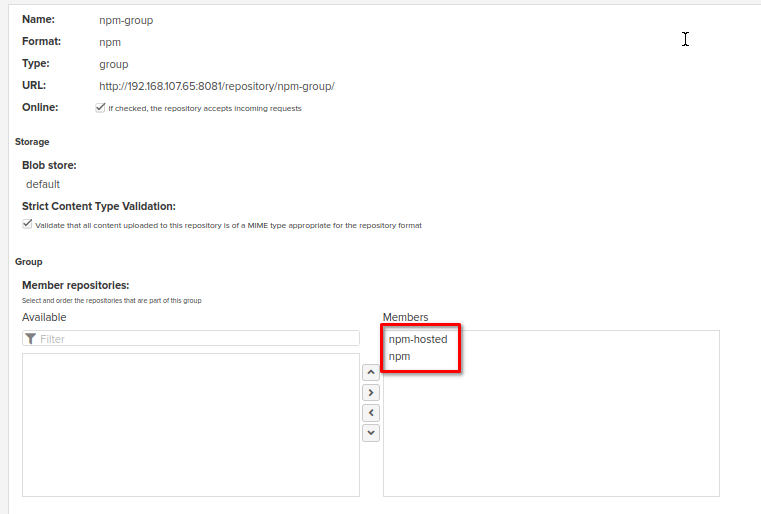 Name: npm-group
Format: npm
Type: group
URL: http://192.168.107.65:8081/repository/npm-group/
Online: If checked, the repository accepts incoming requests
Storage
Blob store:
default
Strict Content Type Validation:
Validate that all content uploaded to this repository is of a MIME type appropriate for the repository format
Group
Member repositories:
Select and order the repositories that are part of this group
Available
Filter
Members
npm-hosted
npm